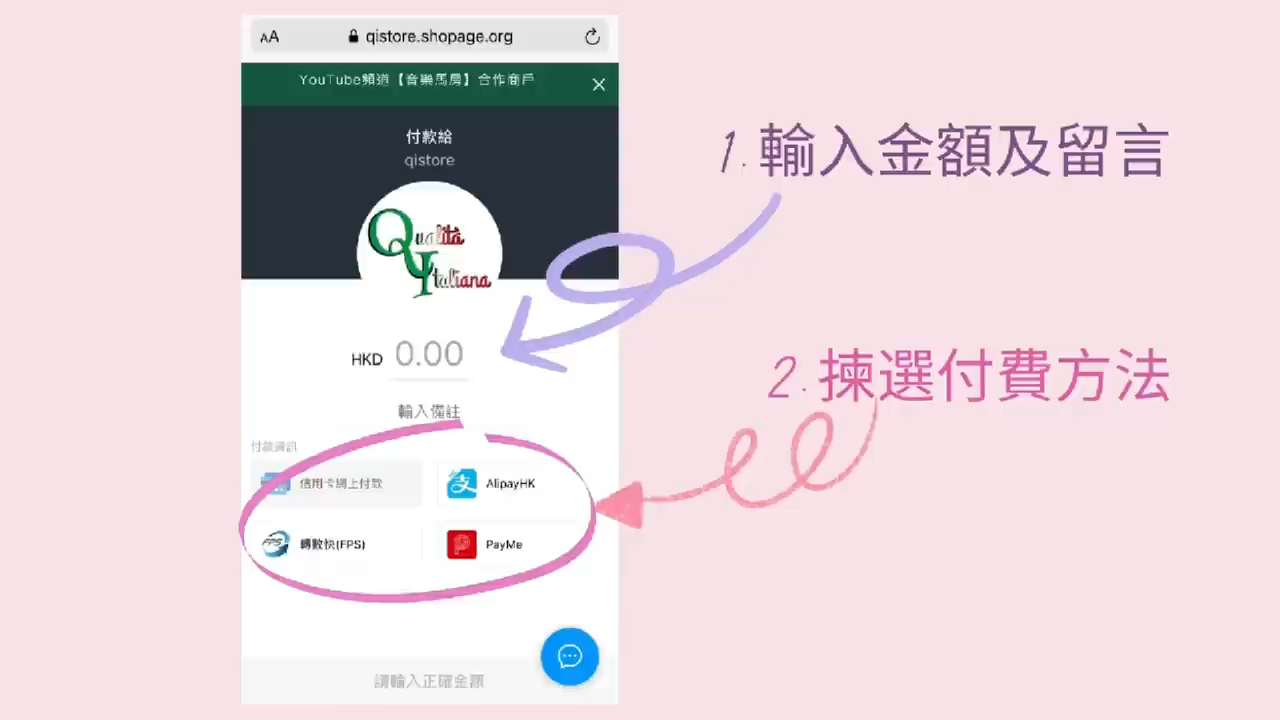 AA qistore.shopage.org
YouTube頻道【音樂馬房】合作商戶
付款給
qistore
Qualità
Ytaliana
HKD 0.00
輸入備註
付款資訊
信用卡網上付款
AlipayHK
轉數快(FPS)
PayMe
請輸入正確金額
1.輸入金額及留言
2.揀選付費方法